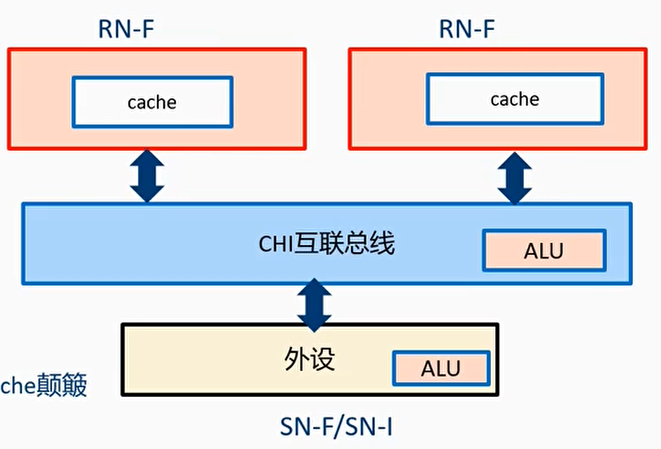 RN-F
RN-F
cache
cache
CHI互联总线
ALU
外设
ALU
che颠簸
SN-F/SN-I